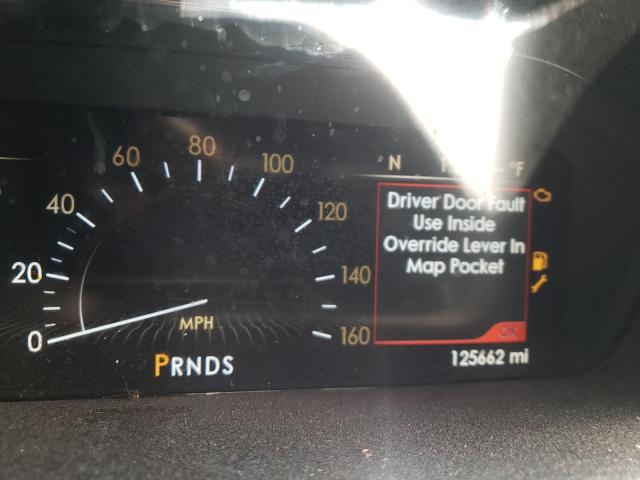 N °F
80
60 100
40 120
20 140
0 MPH 160
Driver Door Fault
Use Inside
Override Lever In
Map Pocket
OK
PRNDS
125662 mi